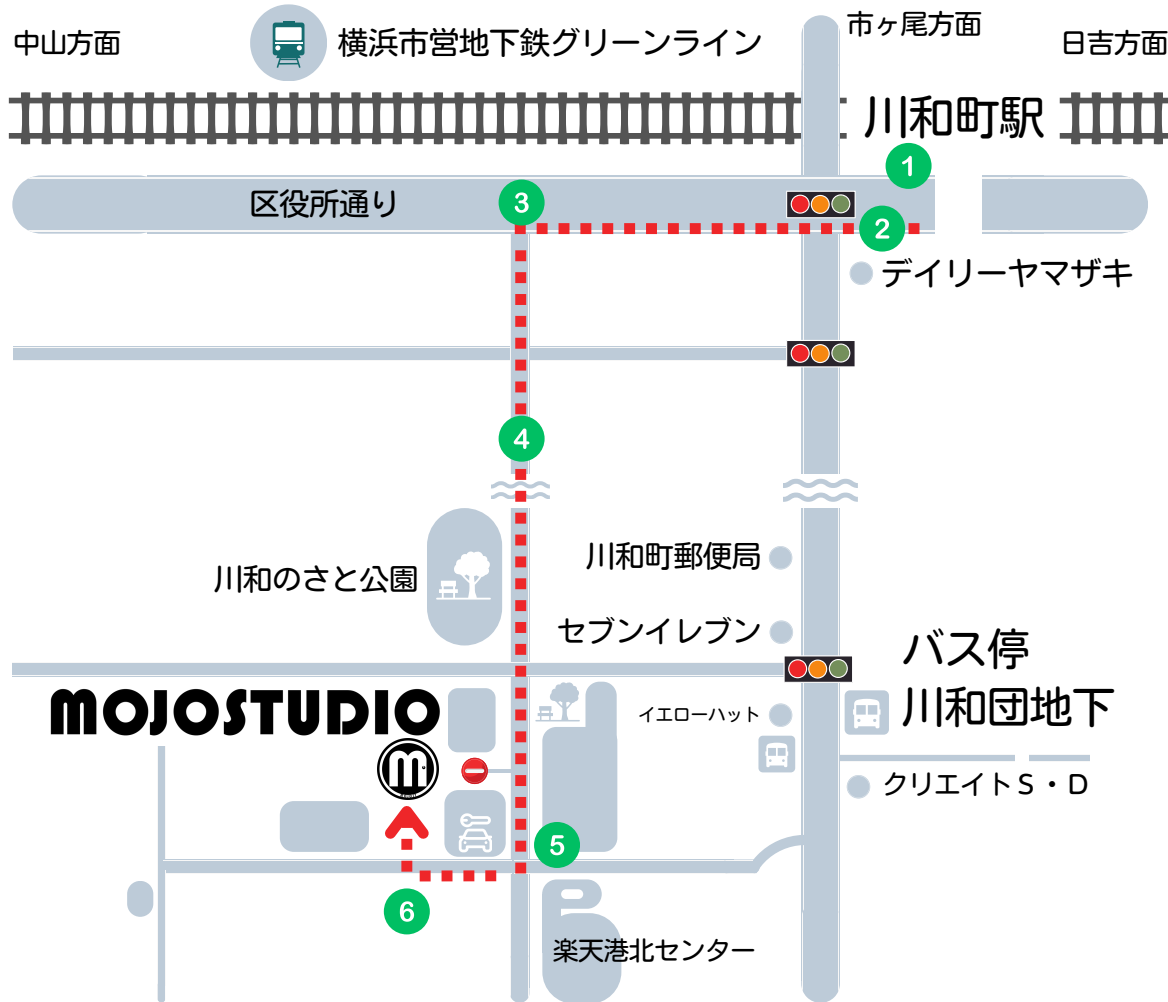 中山方面
横浜市営地下鉄グリーンライン
市ヶ尾方面
日吉方面
川和町駅
1
区役所通り
3
2
デイリーヤマザキ
4
川和町郵便局
川和のさと公園
セブンイレブン
バス停
川和団地下
MOJOSTUDIO
イエローハット
m
クリエイトS・D
5
6
楽天港北センター